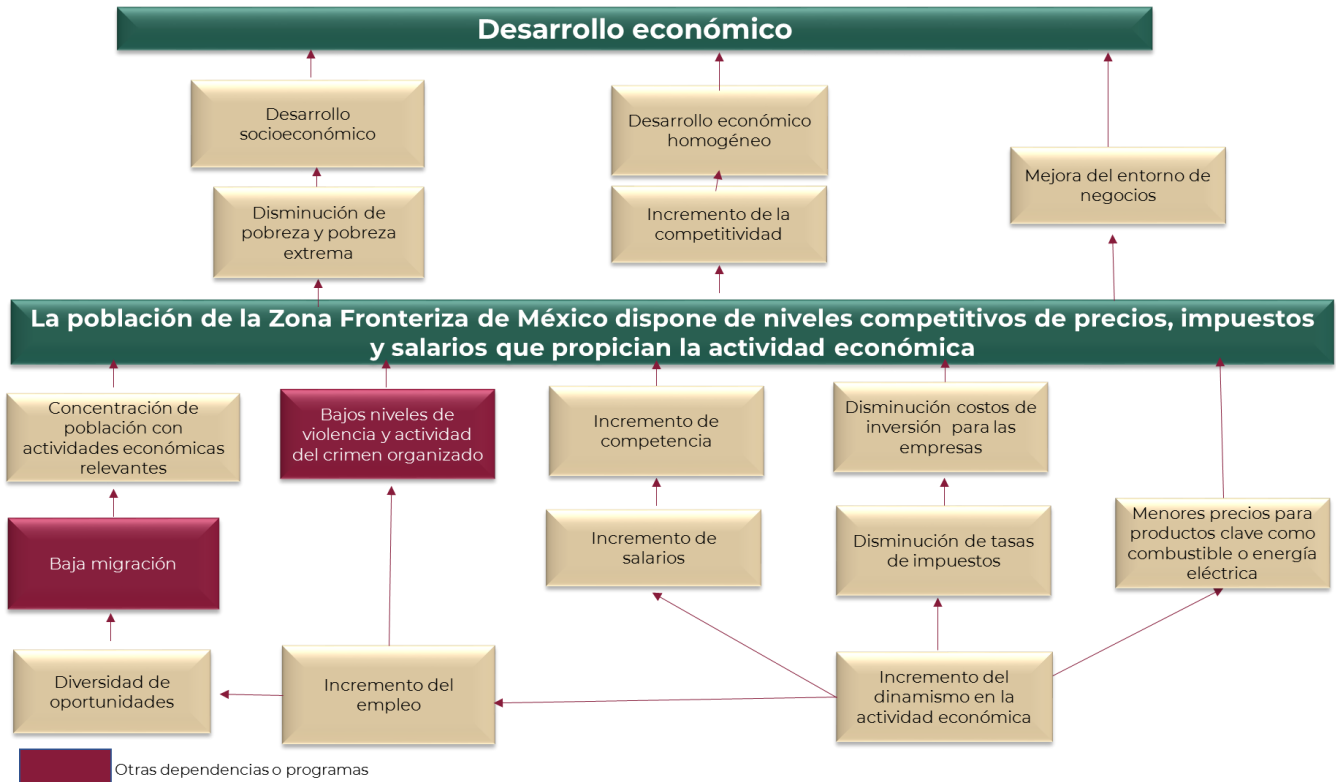 Desarrollo económico
Desarrollo
socioeconómico
Desarrollo económico
homogéneo
Mejora del entorno de
negocios
Disminución de
pobreza y pobreza
extrema
Incremento de la
competitividad
La población de la Zona Fronteriza de México dispone de niveles competitivos de precios, impuestos
y salarios que propician la actividad económica
Concentración de
población con
actividades económicas
relevantes
Bajos niveles de
violencia y actividad
del crimen organizado
Incremento de
competencia
Disminución costos de
inversión para las
empresas
Baja migración
Incremento de
salarios
Disminución de tasas
de impuestos
Menores precios para
productos clave como
combustible o energía
eléctrica
Diversidad de
oportunidades
Incremento del
empleo
Incremento del
dinamismo en la
actividad económica
Otras dependencias o programas